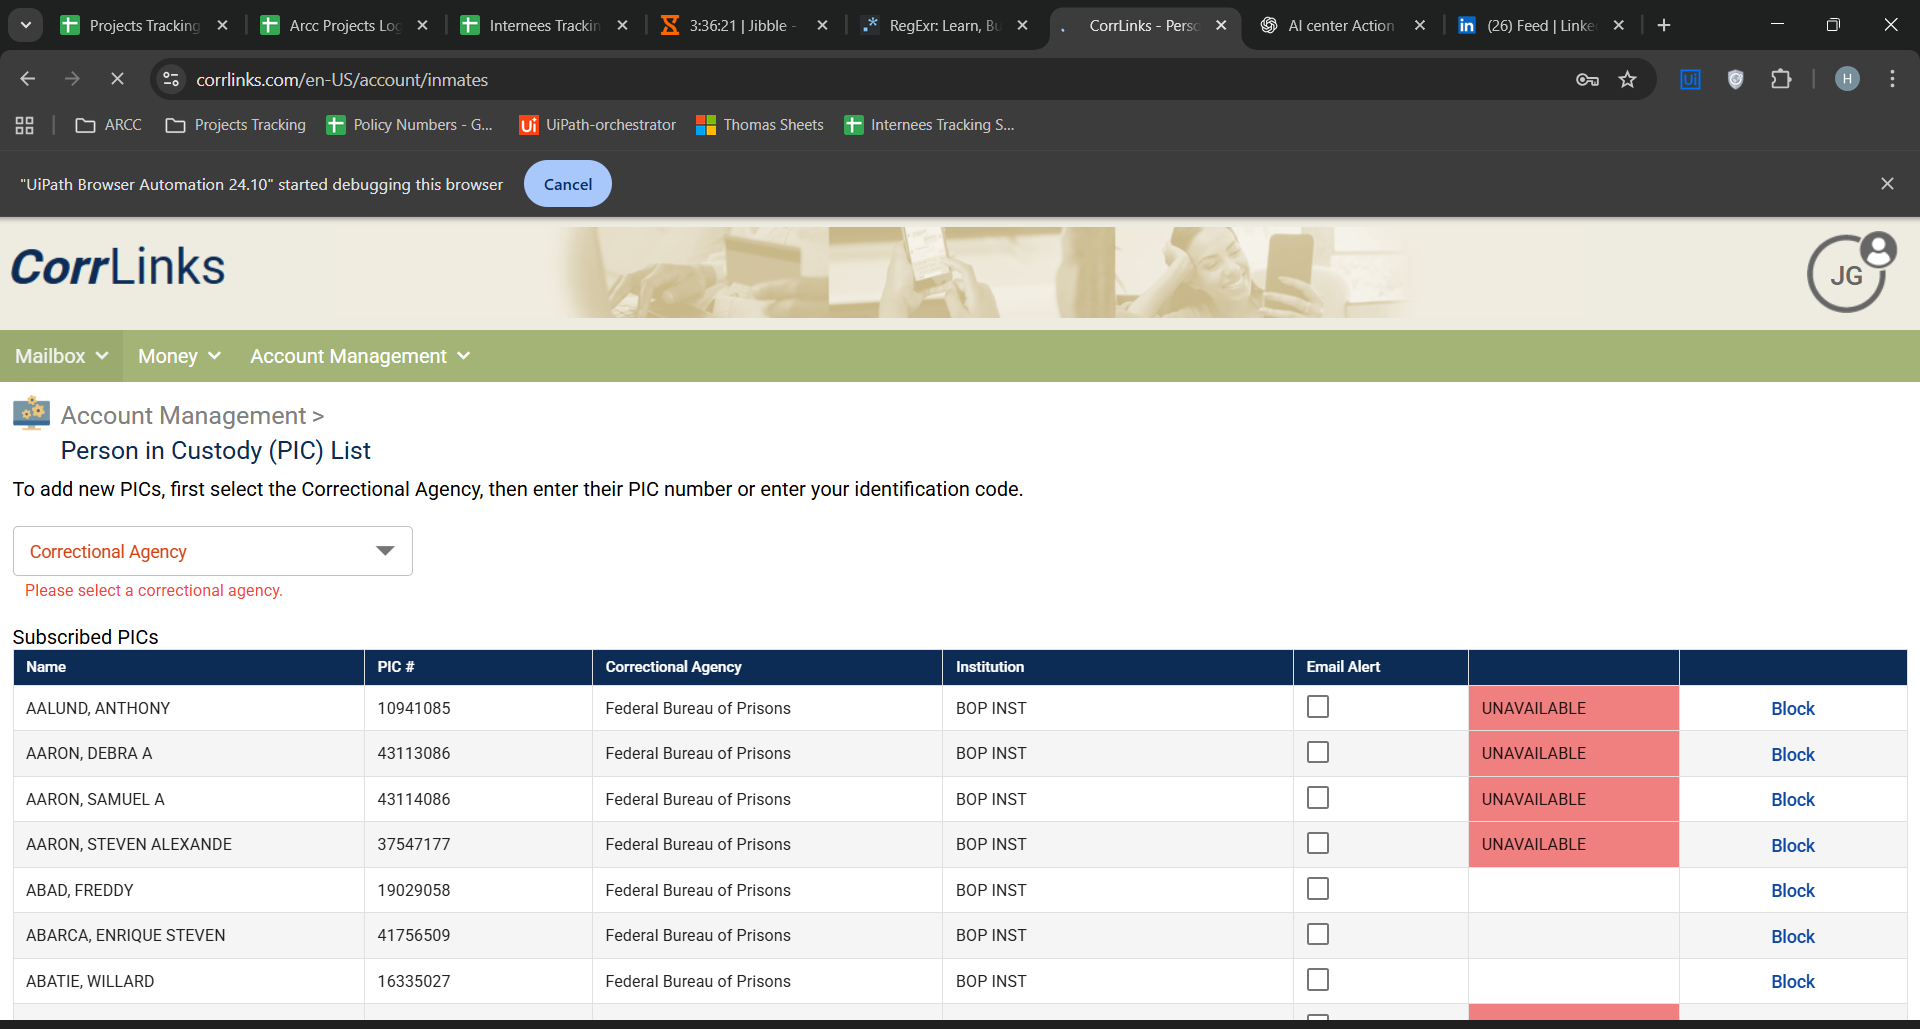 Projects Tracking
Arcc Projects Log
Internees Trackin
3:36:21 | Jibble -
RegExr: Learn, Bu
CorrLinks - Perso
AI center Action
(26) Feed | Linke
corrlinks.com/en-US/account/inmates
Ui
H
ARCC
Projects Tracking
Policy Numbers - G...
UiPath-orchestrator
Thomas Sheets
Internees Tracking S...
"UiPath Browser Automation 24.10" started debugging this browser
Cancel
CorrLinks
JG
Mailbox
Money
Account Management
Account Management >
Person in Custody (PIC) List
To add new PICs, first select the Correctional Agency, then enter their PIC number or enter your identification code.
Correctional Agency
Please select a correctional agency.
Subscribed PICs
Name PIC # Correctional Agency Institution Email Alert
AALUND, ANTHONY 10941085 Federal Bureau of Prisons BOP INST UNAVAILABLE Block
AARON, DEBRA A 43113086 Federal Bureau of Prisons BOP INST UNAVAILABLE Block
AARON, SAMUEL A 43114086 Federal Bureau of Prisons BOP INST UNAVAILABLE Block
AARON, STEVEN ALEXANDE 37547177 Federal Bureau of Prisons BOP INST UNAVAILABLE Block
ABAD, FREDDY 19029058 Federal Bureau of Prisons BOP INST Block
ABARCA, ENRIQUE STEVEN 41756509 Federal Bureau of Prisons BOP INST Block
ABATIE, WILLARD 16335027 Federal Bureau of Prisons BOP INST Block